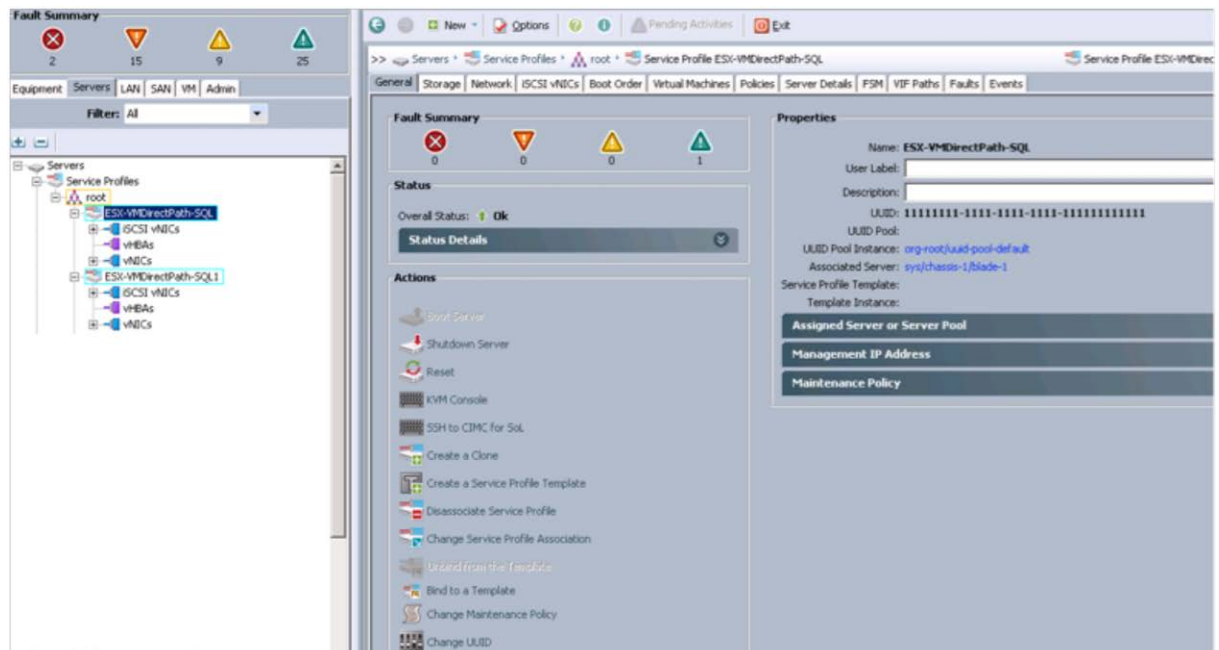 Fault Summary
2 15 9 25
Equipment Servers LAN SAN VM Admin
Filter: All
Servers
Service Profiles
root
ESX-VMDirectPath-SQL
iSCSI vNICs
vHBAs
vNICs
ESX-VMDirectPath-SQL1
iSCSI vNICs
vHBAs
vNICs
New Options Pending Activities Exit
>> Servers Service Profiles root Service Profile ESX-VMDirectPath-SQL Service Profile ESX-VMDirec
General Storage Network iSCSI vNICs Boot Order Virtual Machines Policies Server Details FSM VIF Paths Faults Events
Fault Summary
0 0 0 1
Status
Overall Status: Ok
Status Details
Actions
Boot Server
Shutdown Server
Reset
KVM Console
SSH to CIMC for SoL
Create a Clone
Create a Service Profile Template
Disassociate Service Profile
Change Service Profile Association
Unbind from the Template
Bind to a Template
Change Maintenance Policy
Change UUID
Properties
Name: ESX-VMDirectPath-SQL
User Label:
Description:
UUID: 11111111-1111-1111-1111-111111111111
UUID Pool:
UUID Pool Instance: org-root/uuid-pool-default
Associated Server: sys/chassis-1/blade-1
Service Profile Template:
Template Instance:
Assigned Server or Server Pool
Management IP Address
Maintenance Policy